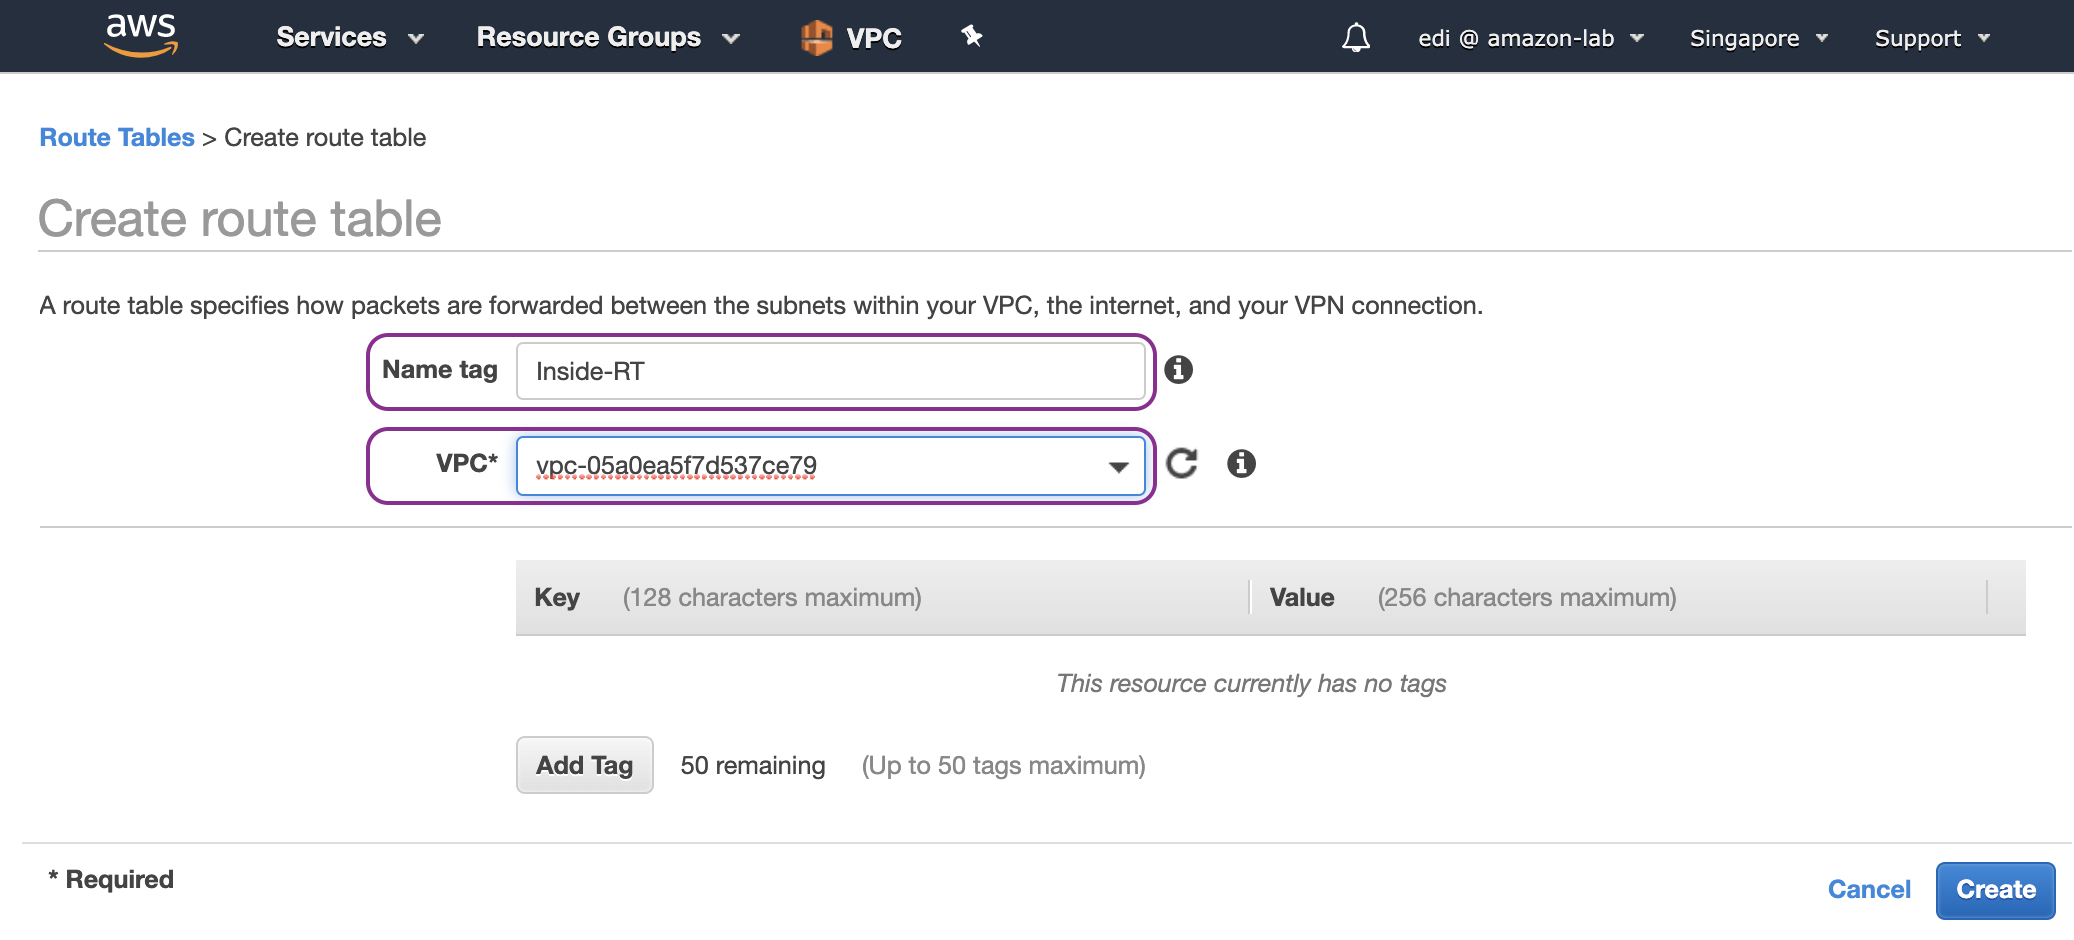 aws Services Resource Groups VPC edi @ amazon-lab Singapore Support
Route Tables > Create route table
Create route table
A route table specifies how packets are forwarded between the subnets within your VPC, the internet, and your VPN connection.
Name tag Inside-RT
VPC* vpc-05a0ea5f7d537ce79
Key (128 characters maximum) Value (256 characters maximum)
This resource currently has no tags
Add Tag 50 remaining (Up to 50 tags maximum)
* Required
Cancel Create